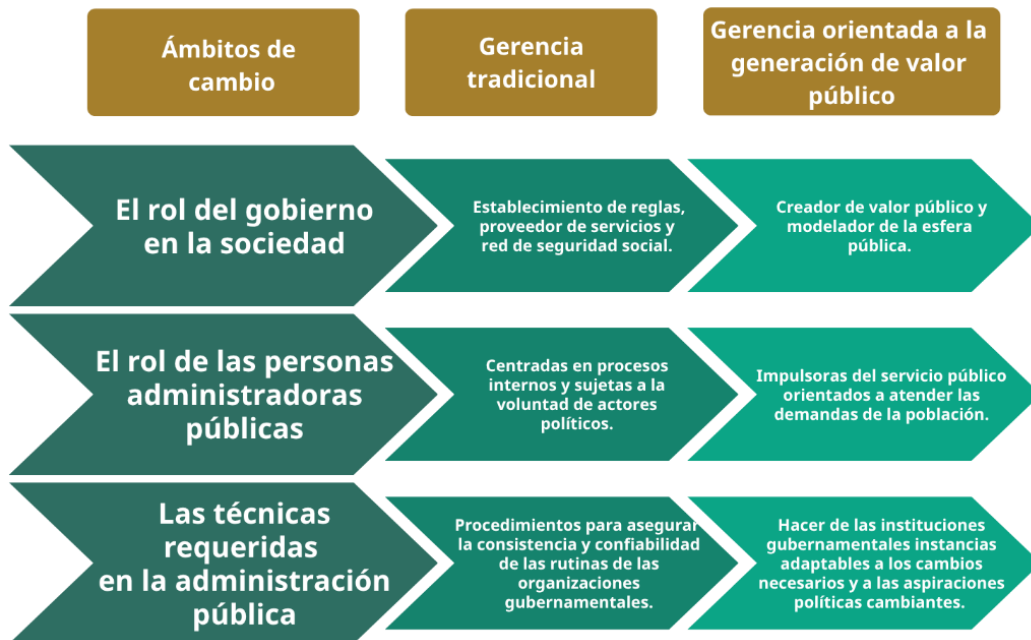 Ámbitos de
cambio
Gerencia
tradicional
Gerencia orientada a la
generación de valor
público
El rol del gobierno
en la sociedad
Establecimiento de reglas,
proveedor de servicios y
red de seguridad social.
Creador de valor público y
modelador de la esfera
pública.
El rol de las personas
administradoras
públicas
Centradas en procesos
internos y sujetas a la
voluntad de actores
políticos.
Impulsoras del servicio público
orientados a atender las
demandas de la población.
Las técnicas
requeridas
en la administración
pública
Procedimientos para asegurar
la consistencia y confiabilidad
de las rutinas de las
organizaciones
gubernamentales.
Hacer de las instituciones
gubernamentales instancias
adaptables a los cambios
necesarios y a las aspiraciones
políticas cambiantes.